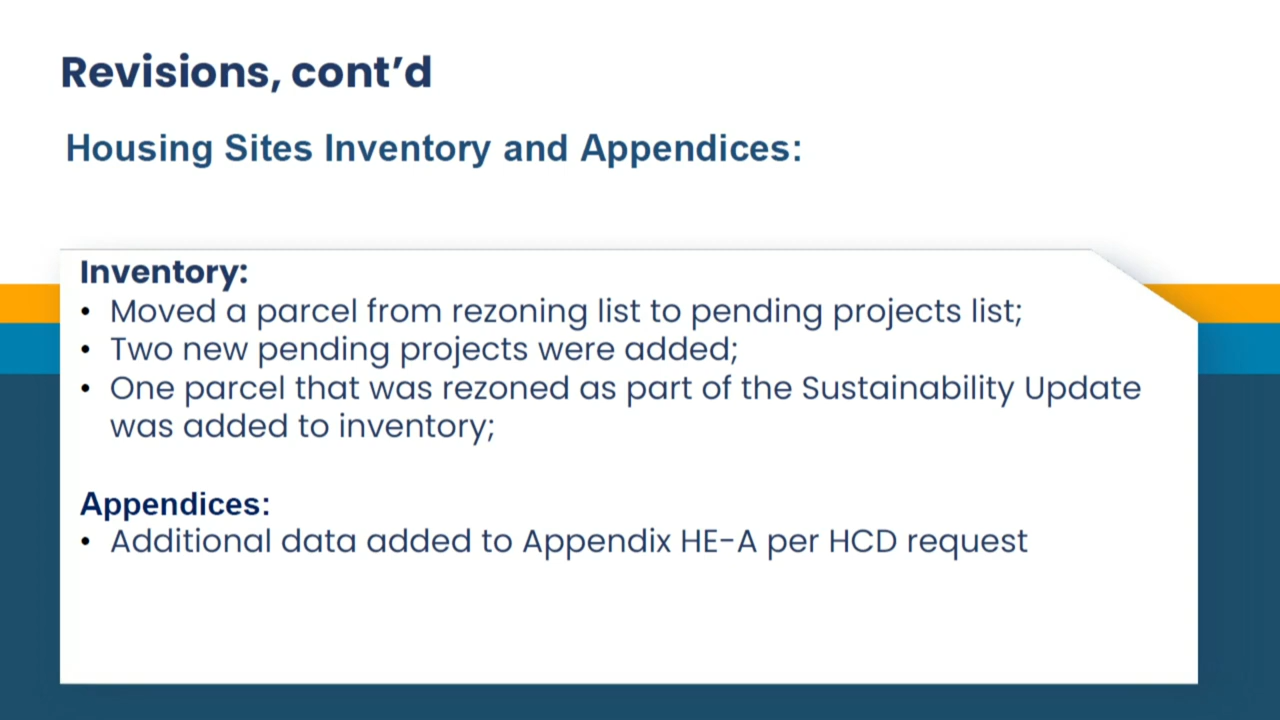 Revisions, cont’d
Housing Sites Inventory and Appendices:
Inventory:
• Moved a parcel from rezoning list to pending projects list;
• Two new pending projects were added;
• One parcel that was rezoned as part of the Sustainability Update
was added to inventory;
Appendices:
• Additional data added to Appendix HE-A per HCD request